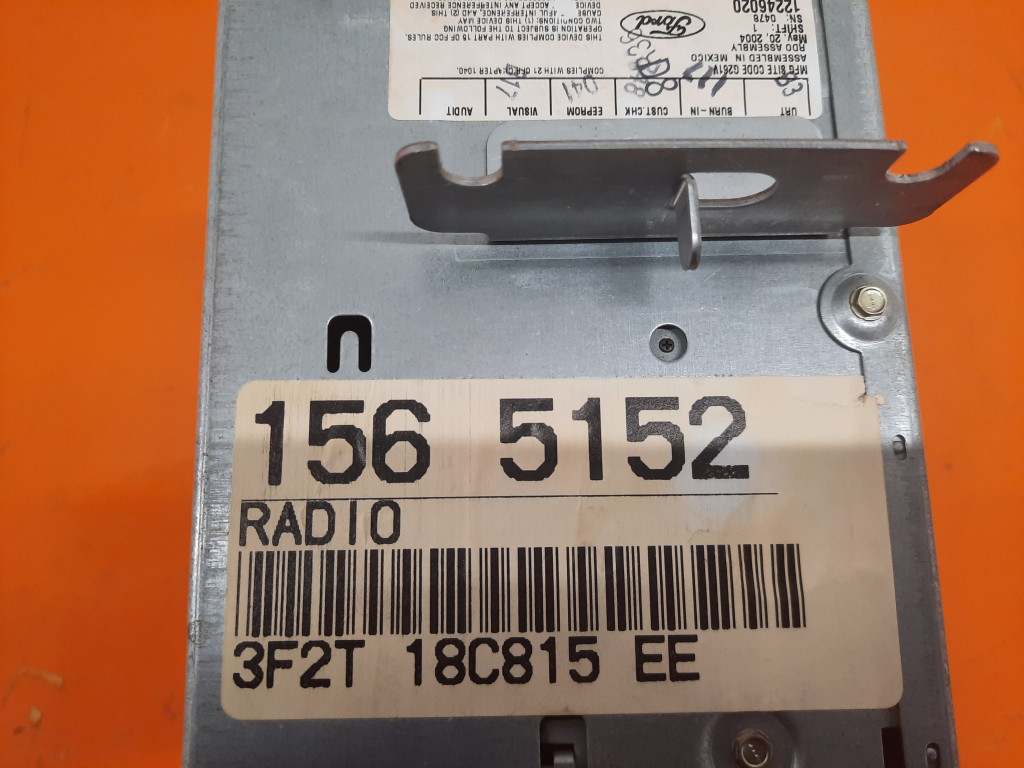 156 5152
RADIO
3F2T 18C815 EE
URT BURN-IN CUST.CHK EEPROM VISUAL AUDIT
MFG SITE CODE G261V
ASSEMBLED IN MEXICO
RDO ASSEMBLY
May. 20, 2004
SHIFT: 1
SN: 0478
12246020
Ford
COMPLIES WITH 21 CHAPTER 1040.
THIS DEVICE COMPLIES WITH PART 15 OF FCC RULES.
OPERATION IS SUBJECT TO THE FOLLOWING
TWO CONDITIONS: (1) THIS DEVICE MAY
CAUSE INTERFERENCE, AND (2) THIS
DEVICE ACCEPT ANY INTERFERENCE RECEIVED